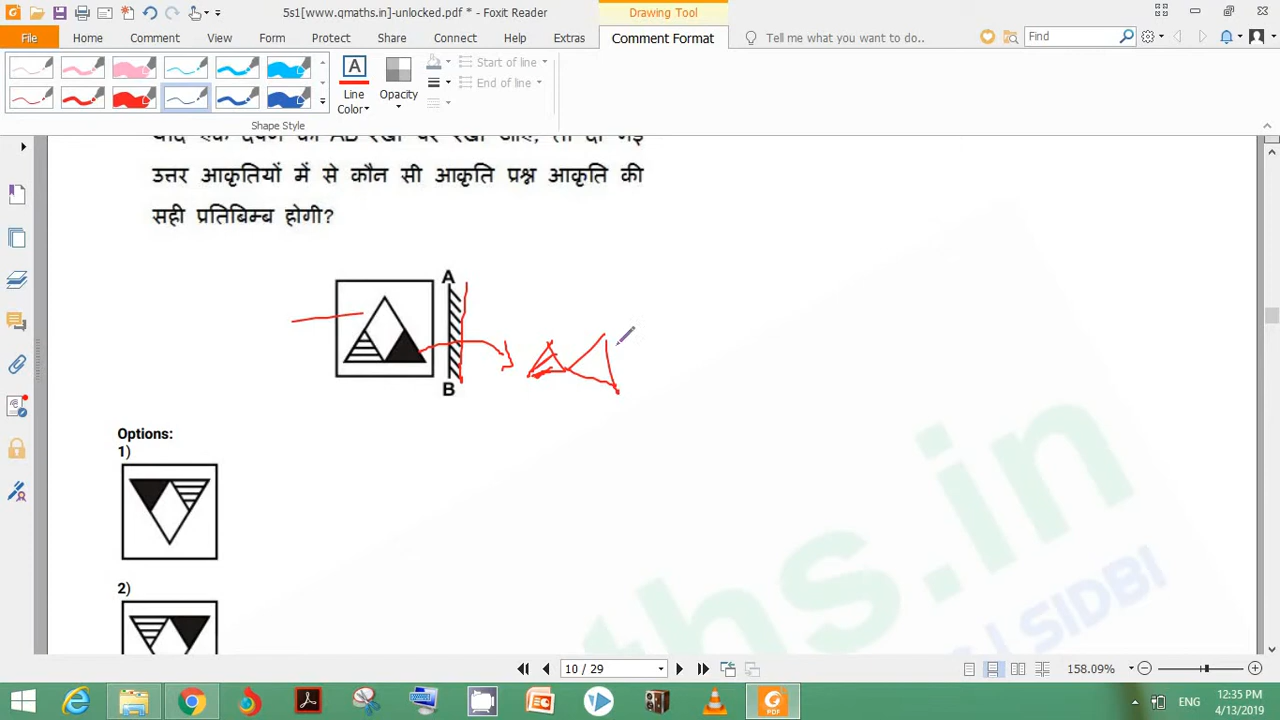 5s1[www.qmaths.in]-unlocked.pdf * - Foxit Reader
Drawing Tool
File
Home
Comment
View
Form
Protect
Share
Connect
Help
Extras
Comment Format
Tell me what you want to do..
Find
Line Color
Opacity
Start of line
End of line
Shape Style
उत्तर आकृतियों में से कौन सी आकृति प्रश्न आकृति की
सही प्रतिबिम्ब होगी?
A
B
Options:
1)
2)
ths.in
SIDBI
10 / 29
158.09%
ENG
12:35 PM
4/13/2019